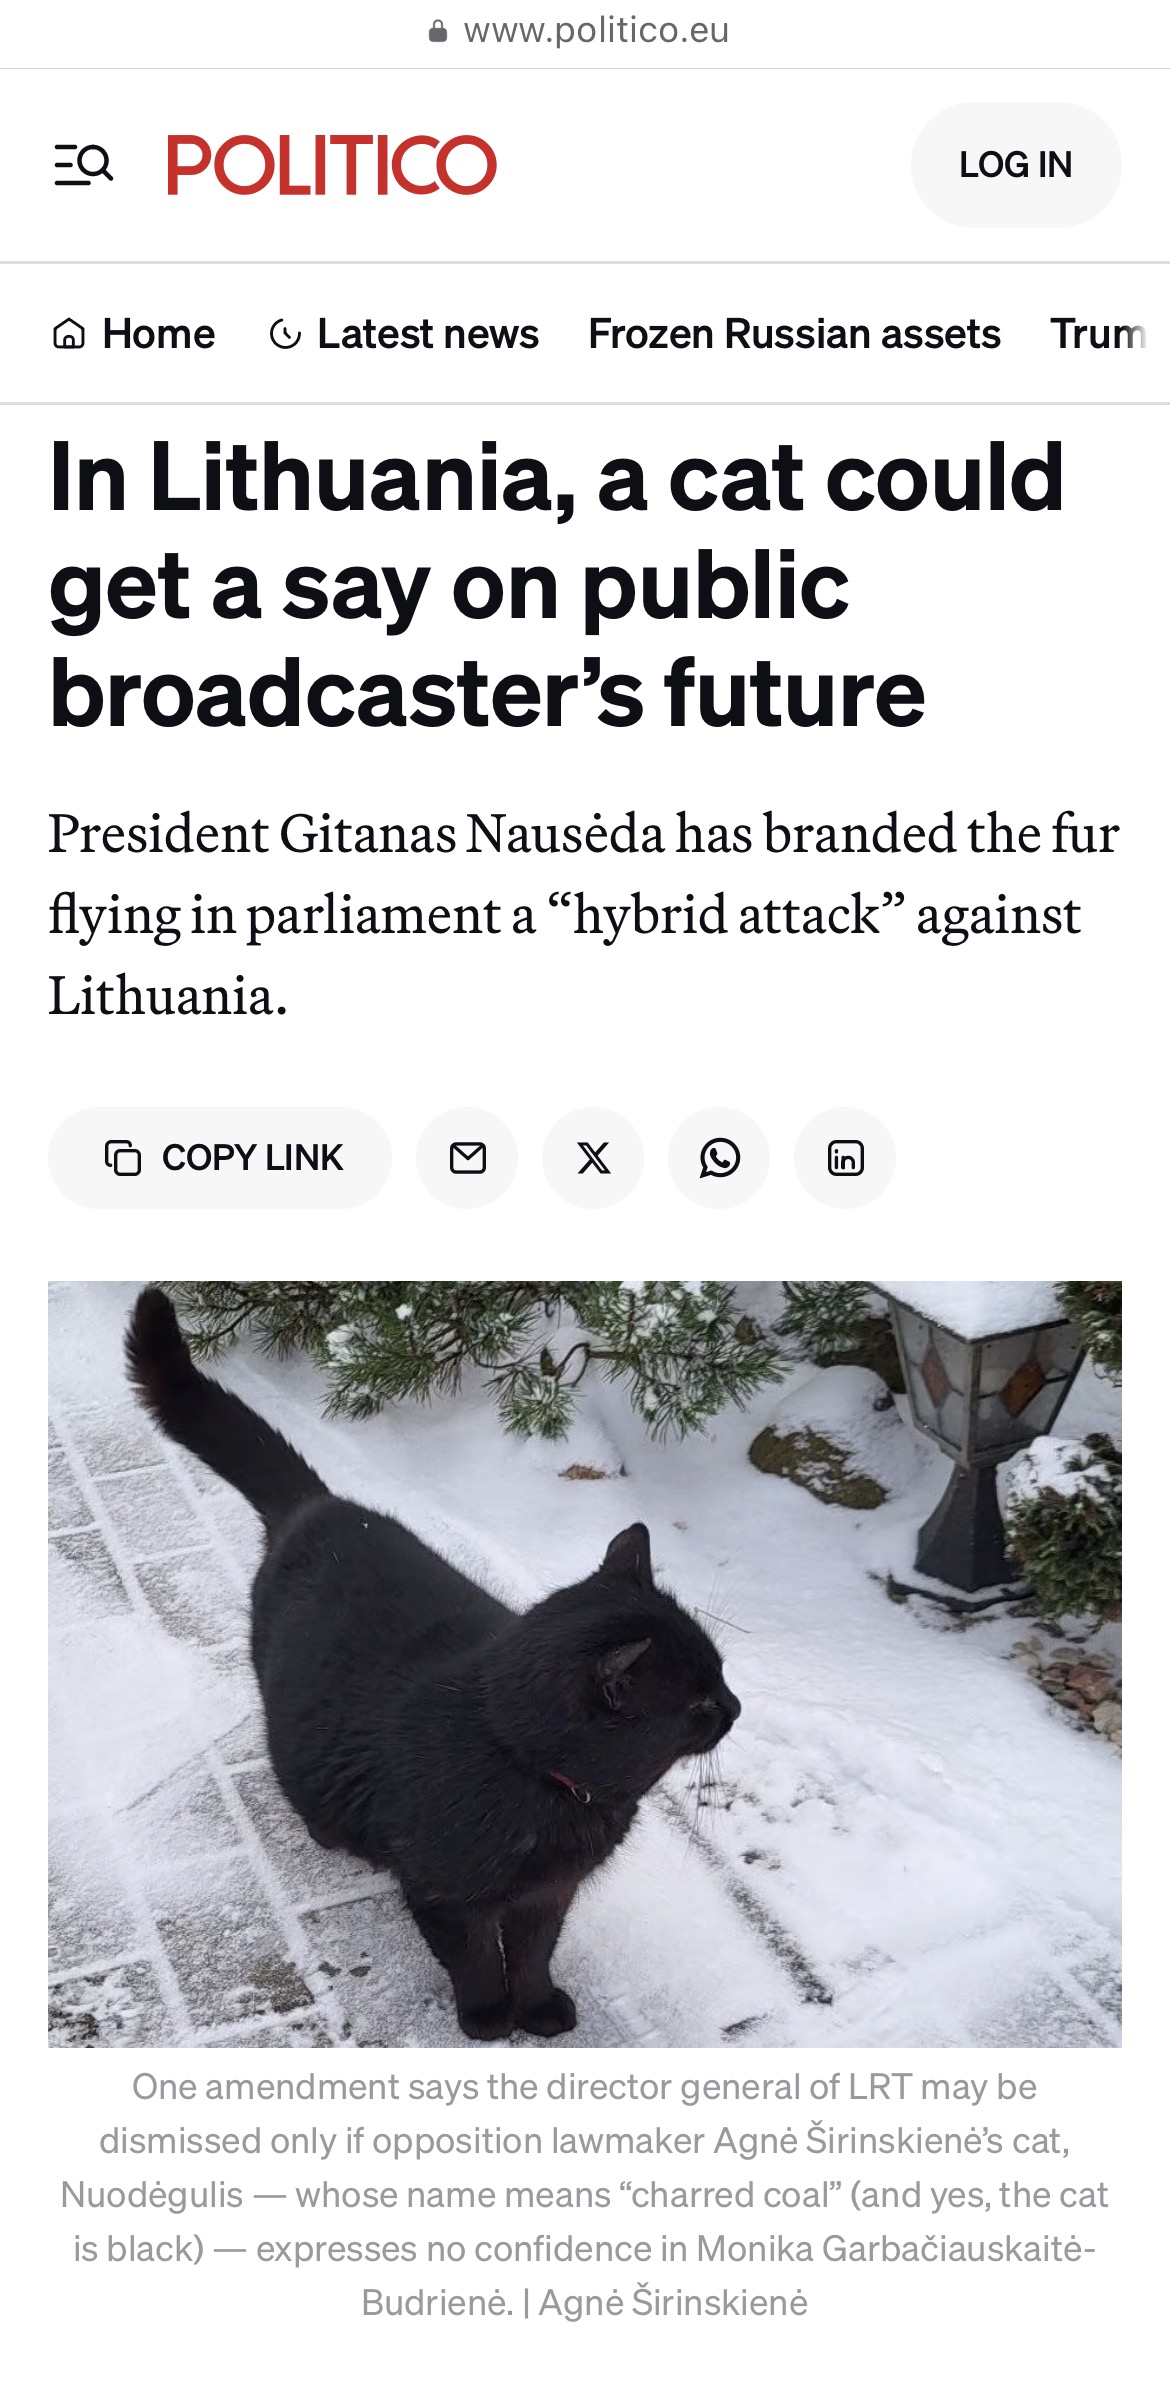 www.politico.eu
POLITICO
LOG IN
Home Latest news Frozen Russian assets Trum
In Lithuania, a cat could
get a say on public
broadcaster’s future
President Gitanas Nausėda has branded the fur
flying in parliament a “hybrid attack” against
Lithuania.
COPY LINK
One amendment says the director general of LRT may be
dismissed only if opposition lawmaker Agnė Širinskienė’s cat,
Nuodėgulis — whose name means “charred coal” (and yes, the cat
is black) — expresses no confidence in Monika Garbačiauskaitė-
Budrienė. | Agnė Širinskienė